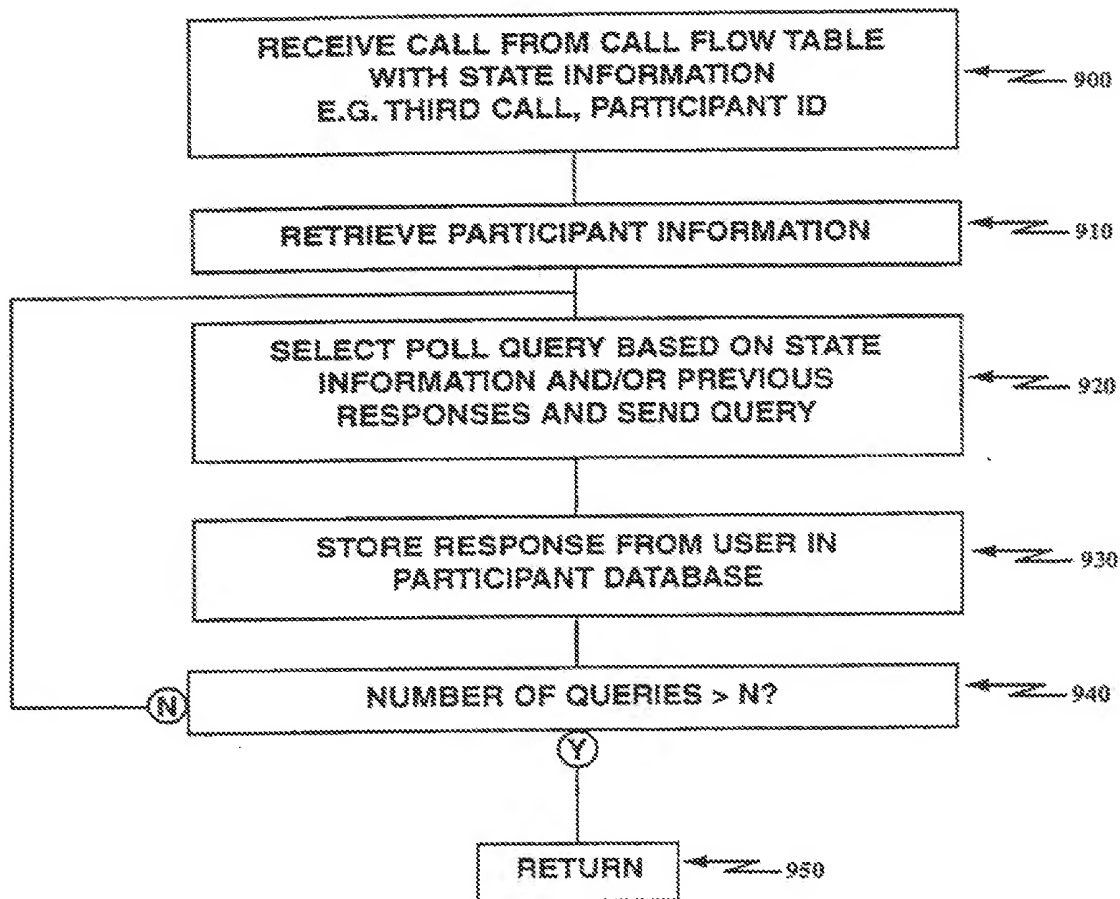 RECEIVE CALL FROM CALL FLOW TABLE
WITH STATE INFORMATION
E.G. THIRD CALL, PARTICIPANT ID
900
RETRIEVE PARTICIPANT INFORMATION
910
SELECT POLL QUERY BASED ON STATE
INFORMATION AND/OR PREVIOUS
RESPONSES AND SEND QUERY
920
STORE RESPONSE FROM USER IN
PARTICIPANT DATABASE
930
N
NUMBER OF QUERIES > N?
940
Y
RETURN
950